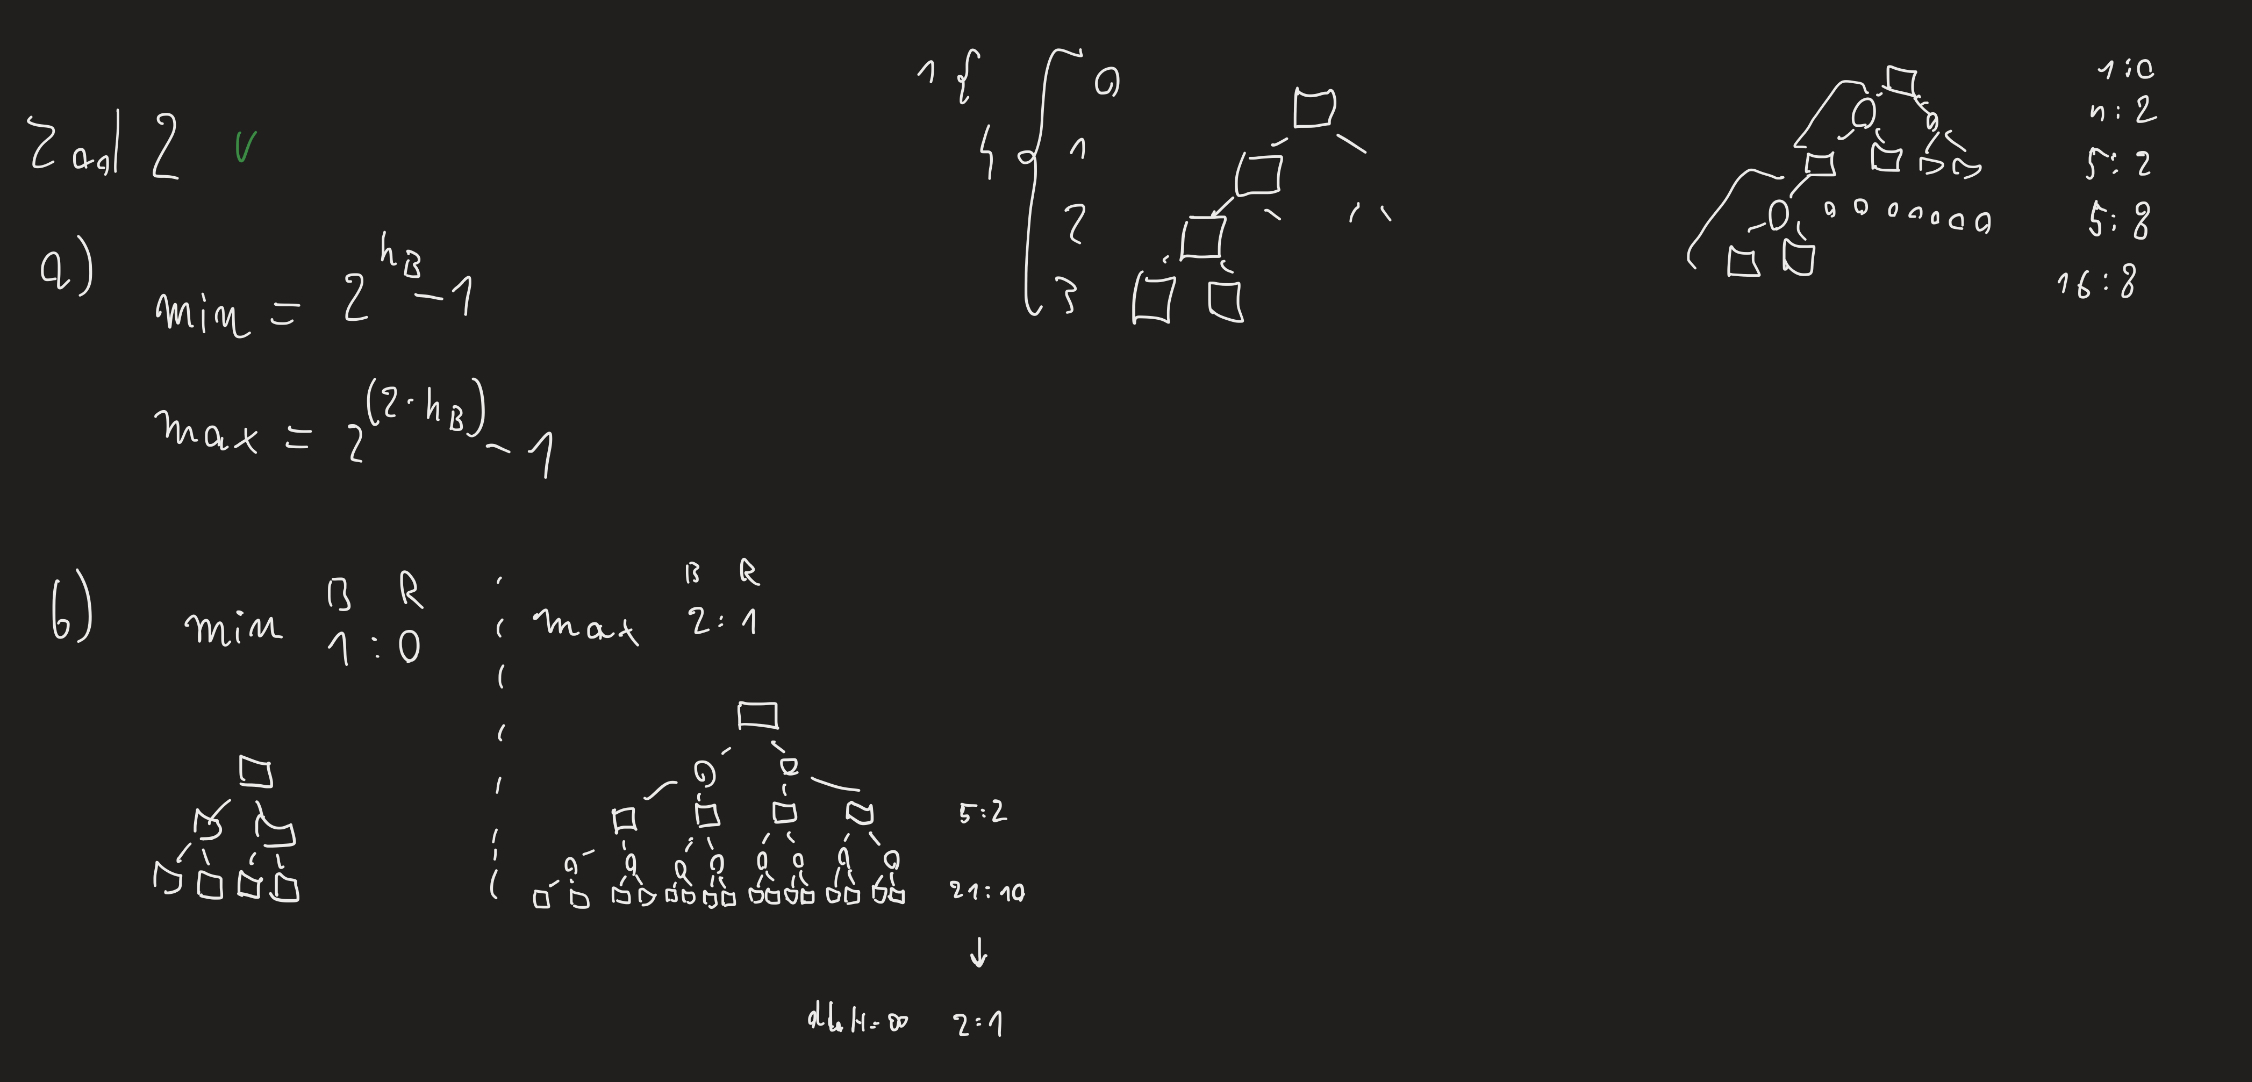 Zad 2 v
a) min = 2^{h_B} - 1
max = 2^{(2·h_B)} - 1
1 {
4 {
0
1
2
3
1:0
n:2
5:2
5:8
16:8
b) min B R
1:0
max B R
2:1
5:2
21:10
↓
dla H=∞ 2:1